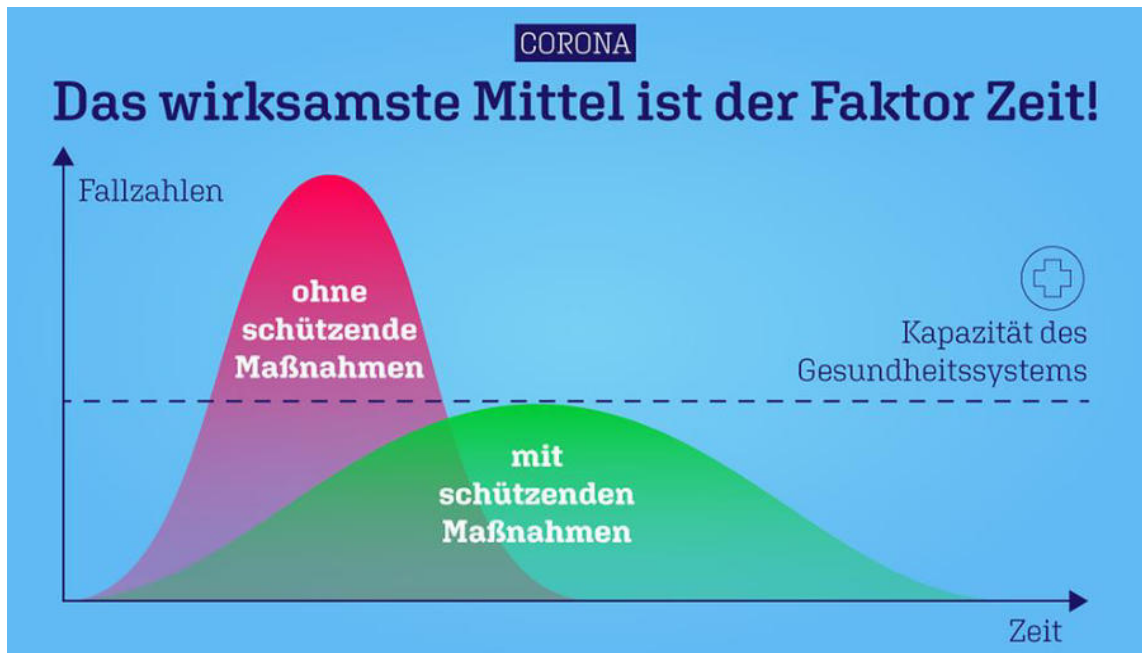 CORONA
Das wirksamste Mittel ist der Faktor Zeit!
Fallzahlen
ohne
schützende
Maßnahmen
Kapazität des
Gesundheitssystems
mit
schützenden
Maßnahmen
Zeit